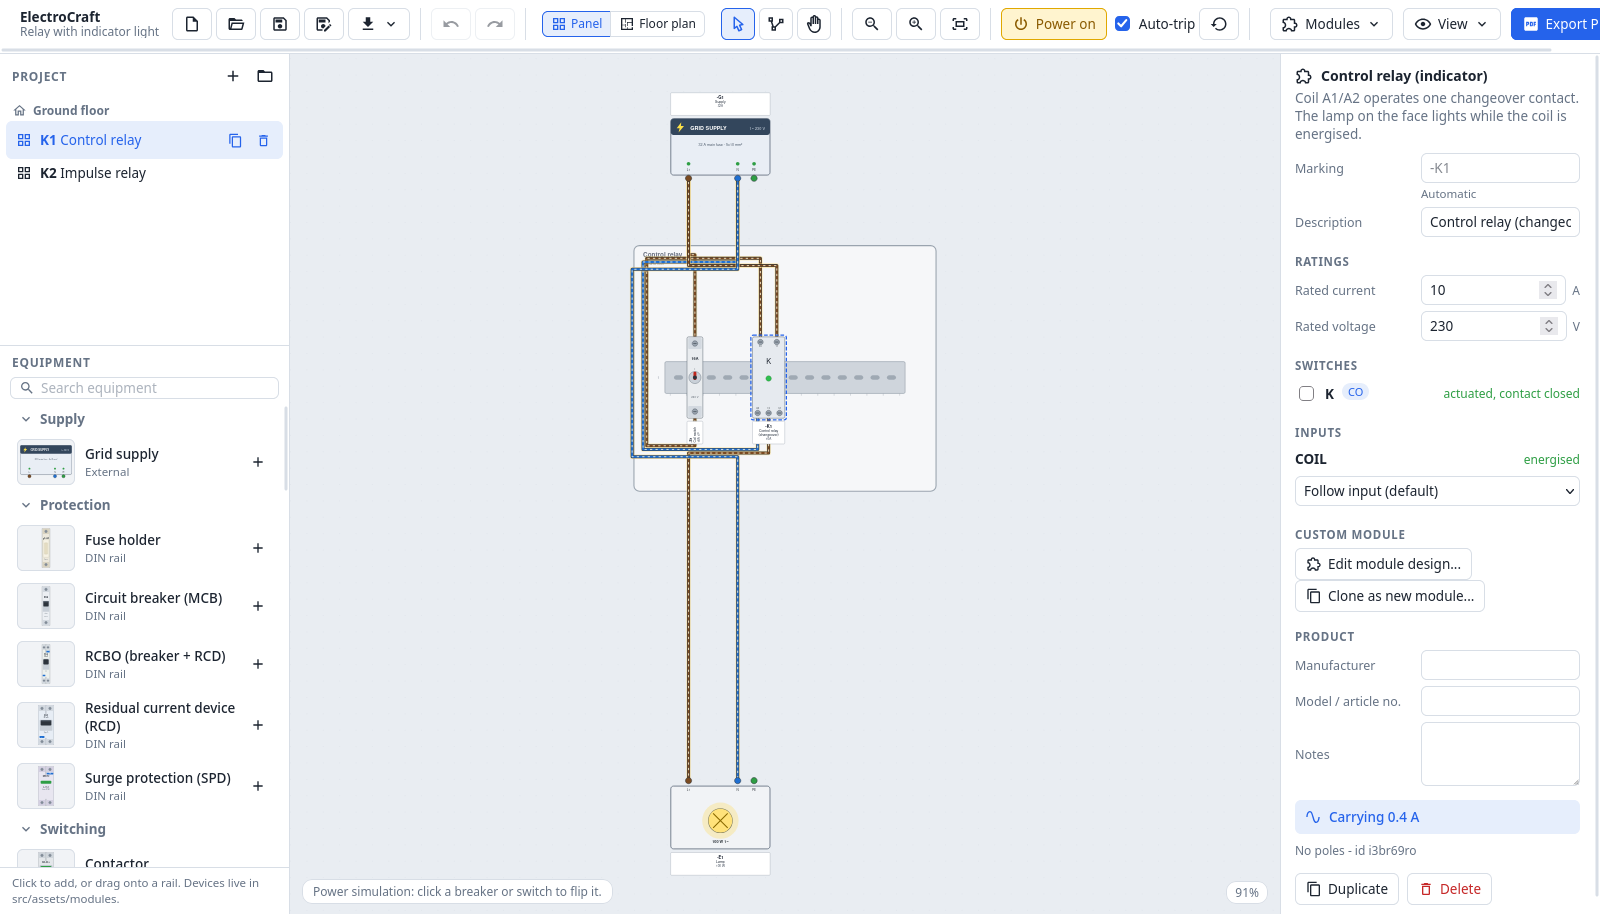 ElectroCraft
Relay with indicator light
Panel
Floor plan
Power on
Auto-trip
Modules
View
PDF
Export P
PROJECT
Ground floor
K1 Control relay
K2 Impulse relay
EQUIPMENT
Search equipment
Supply
Grid supply
External
Protection
Fuse holder
DIN rail
Circuit breaker (MCB)
DIN rail
RCBO (breaker + RCD)
DIN rail
Residual current device
(RCD)
DIN rail
Surge protection (SPD)
DIN rail
Switching
Contactor
Click to add, or drag onto a rail. Devices live in
src/assets/modules.
GRID SUPPLY
Control relay
K
Power simulation: click a breaker or switch to flip it.
91%
Control relay (indicator)
Coil A1/A2 operates one changeover contact.
The lamp on the face lights while the coil is
energised.
Marking
-K1
Automatic
Description
Control relay (changec
RATINGS
Rated current
10
A
Rated voltage
230
V
SWITCHES
K
CO
actuated, contact closed
INPUTS
COIL
energised
Follow input (default)
CUSTOM MODULE
Edit module design...
Clone as new module...
PRODUCT
Manufacturer
Model / article no.
Notes
Carrying 0.4 A
No poles - id i3br69ro
Duplicate
Delete